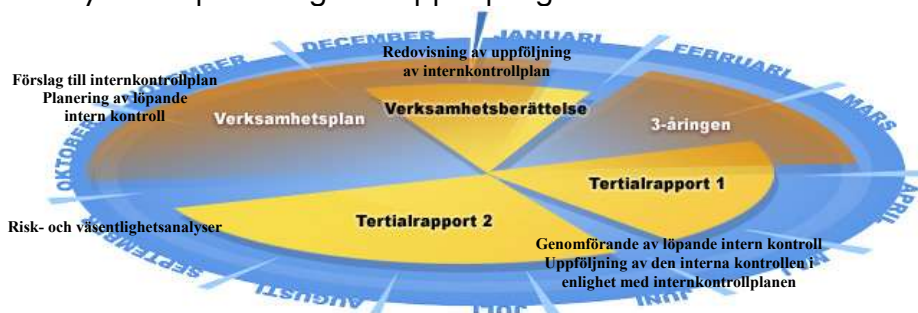 DECEMBER
JANUARI
Redovisning av uppföljning
av internkontrollplan
FEBRUARI
Förslag till internkontrollplan
Planering av löpande
intern kontroll
Verksamhetsplan
Verksamhetsberättelse
3-åringen
MARS
OKTOBER
Tertialrapport 1
APRIL
Risk- och väsentlighetsanalyser
Tertialrapport 2
Genomförande av löpande intern kontroll
Uppföljning av den interna kontrollen i
enlighet med internkontrollplanen
SEPTEMBER
AUGUSTI
JULI
JUNI